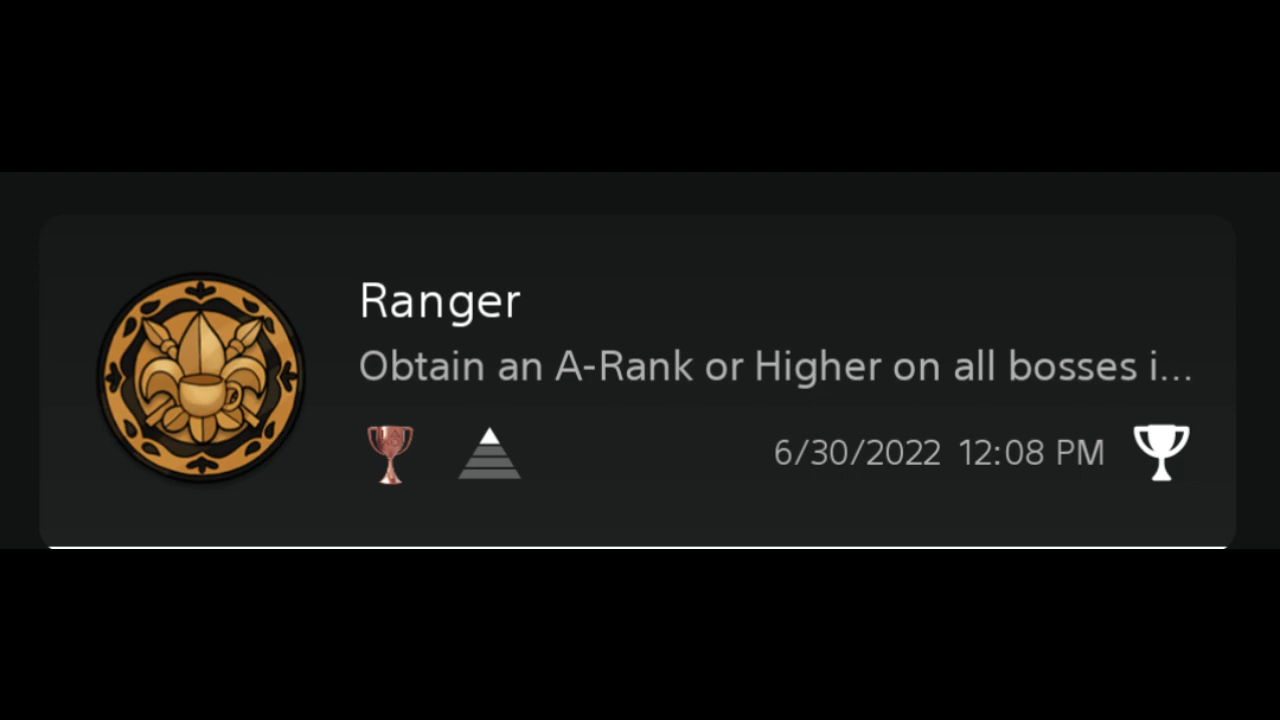 Ranger
Obtain an A-Rank or Higher on all bosses i...
6/30/2022 12:08 PM